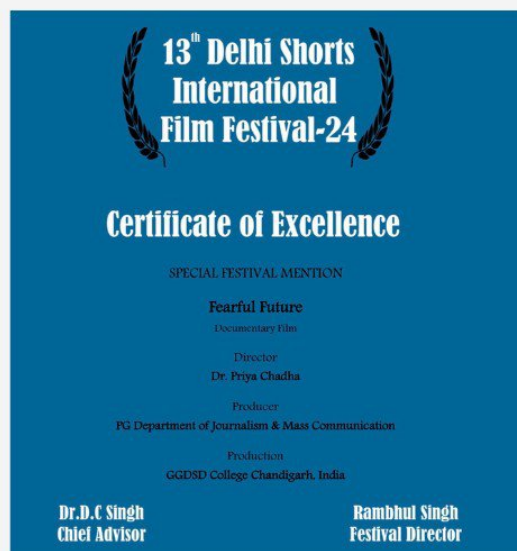 13th Delhi Shorts
International
Film Festival-24
Certificate of Excellence
SPECIAL FESTIVAL MENTION
Fearful Future
Documentary Film
Director
Dr. Priya Chadha
Producer
PG Department of Journalism & Mass Communication
Production
GGDSD College Chandigarh, India
Dr.D.C Singh
Chief Advisor
Rambhul Singh
Festival Director